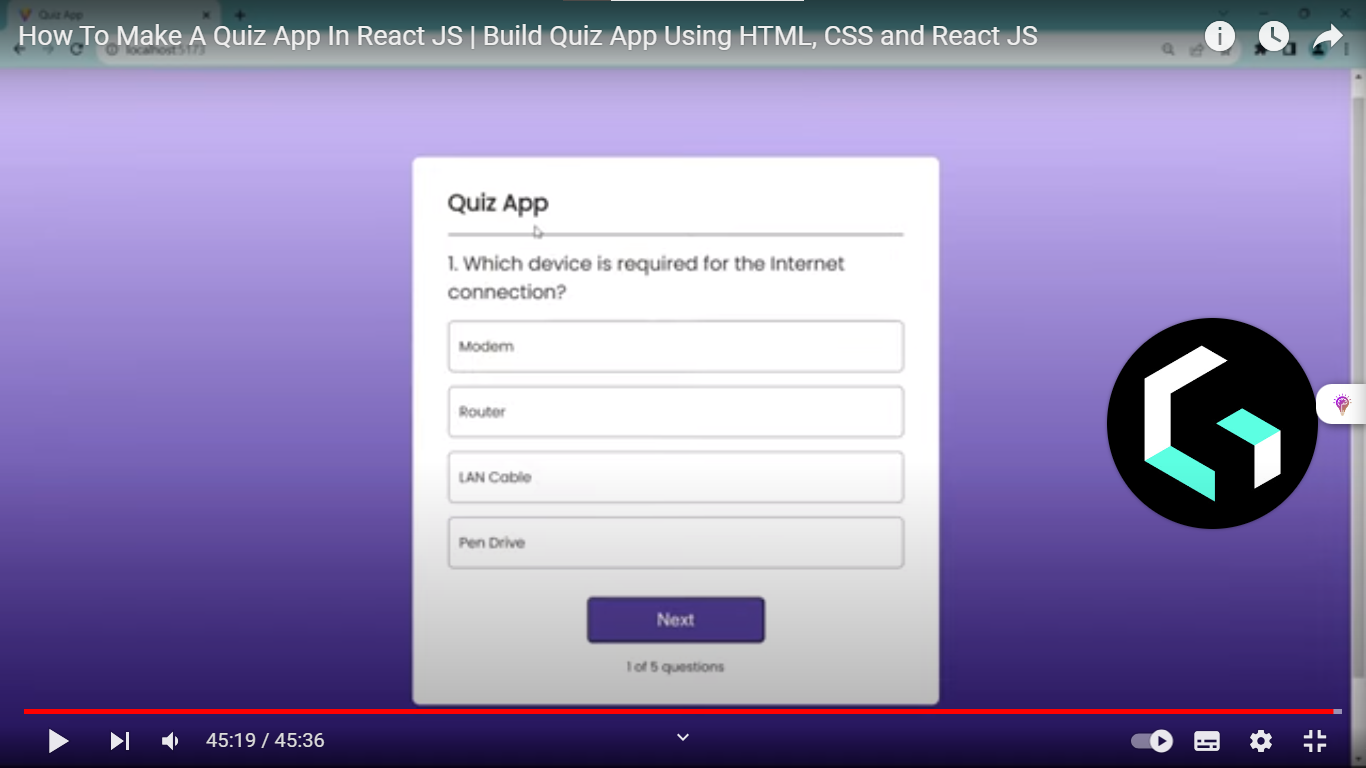 Quiz App
How To Make A Quiz App In React JS | Build Quiz App Using HTML, CSS and React JS
localhost:5173
Quiz App
1. Which device is required for the Internet
connection?
Modem
Router
LAN Cable
Pen Drive
Next
1 of 5 questions
45:19 / 45:36